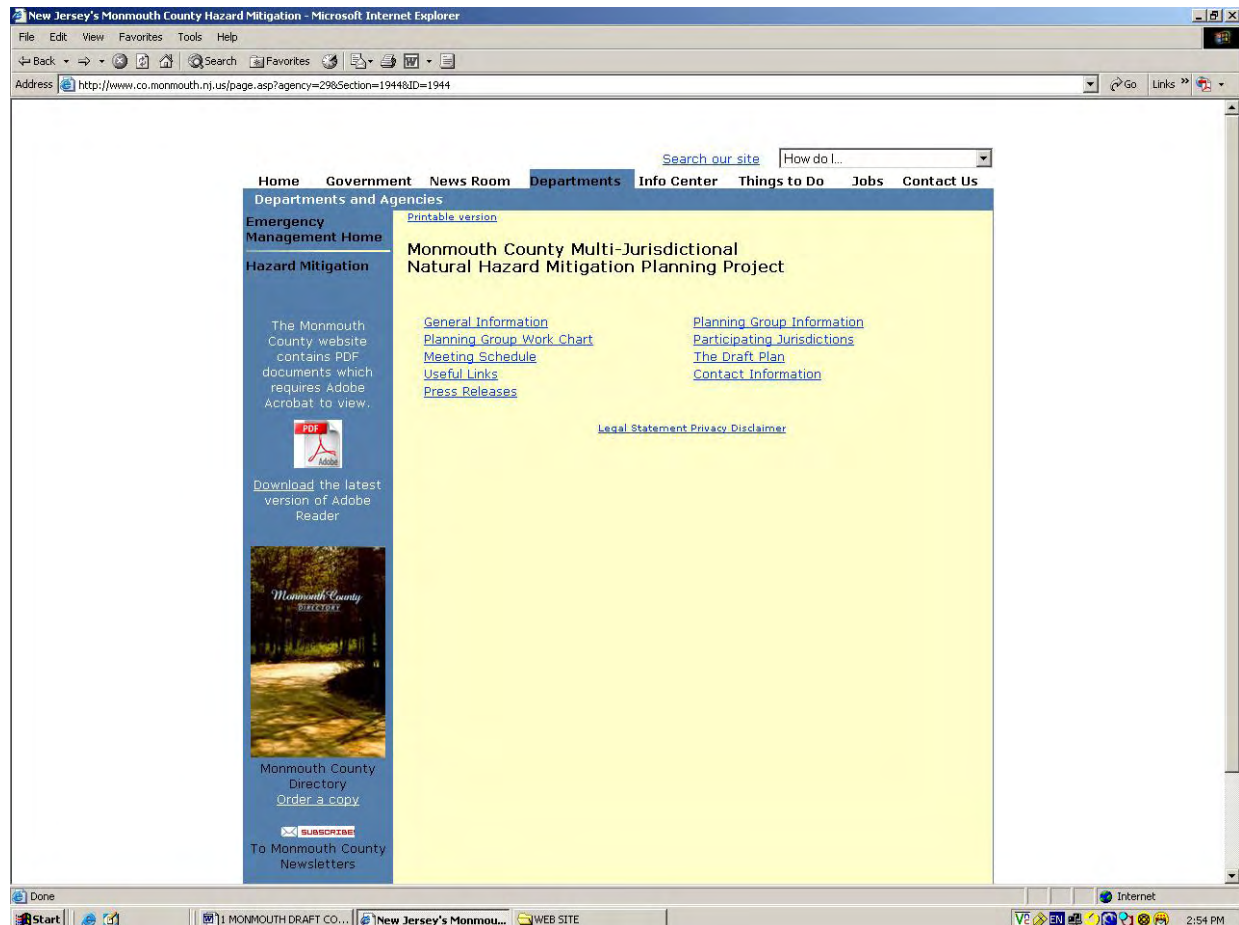 New Jersey's Monmouth County Hazard Mitigation - Microsoft Internet Explorer
File Edit View Favorites Tools Help
Back Search Favorites
Address http://www.co.monmouth.nj.us/page.asp?agency=29&Section=1944&ID=1944 Go Links »
Search our site How do I...
Home Government News Room Departments Info Center Things to Do Jobs Contact Us
Departments and Agencies
Emergency
Management Home
Hazard Mitigation
The Monmouth
County website
contains PDF
documents which
requires Adobe
Acrobat to view.
PDF
Adobe
Download the latest
version of Adobe
Reader
Monmouth County
DIRECTORY
Monmouth County
Directory
Order a copy
SUBSCRIBE!
To Monmouth County
Newsletters
Printable version
Monmouth County Multi-Jurisdictional
Natural Hazard Mitigation Planning Project
General Information Planning Group Information
Planning Group Work Chart Participating Jurisdictions
Meeting Schedule The Draft Plan
Useful Links Contact Information
Press Releases
Legal Statement Privacy Disclaimer
Done Internet
Start 1 MONMOUTH DRAFT CO... New Jersey's Monmou... WEB SITE EN 2:54 PM